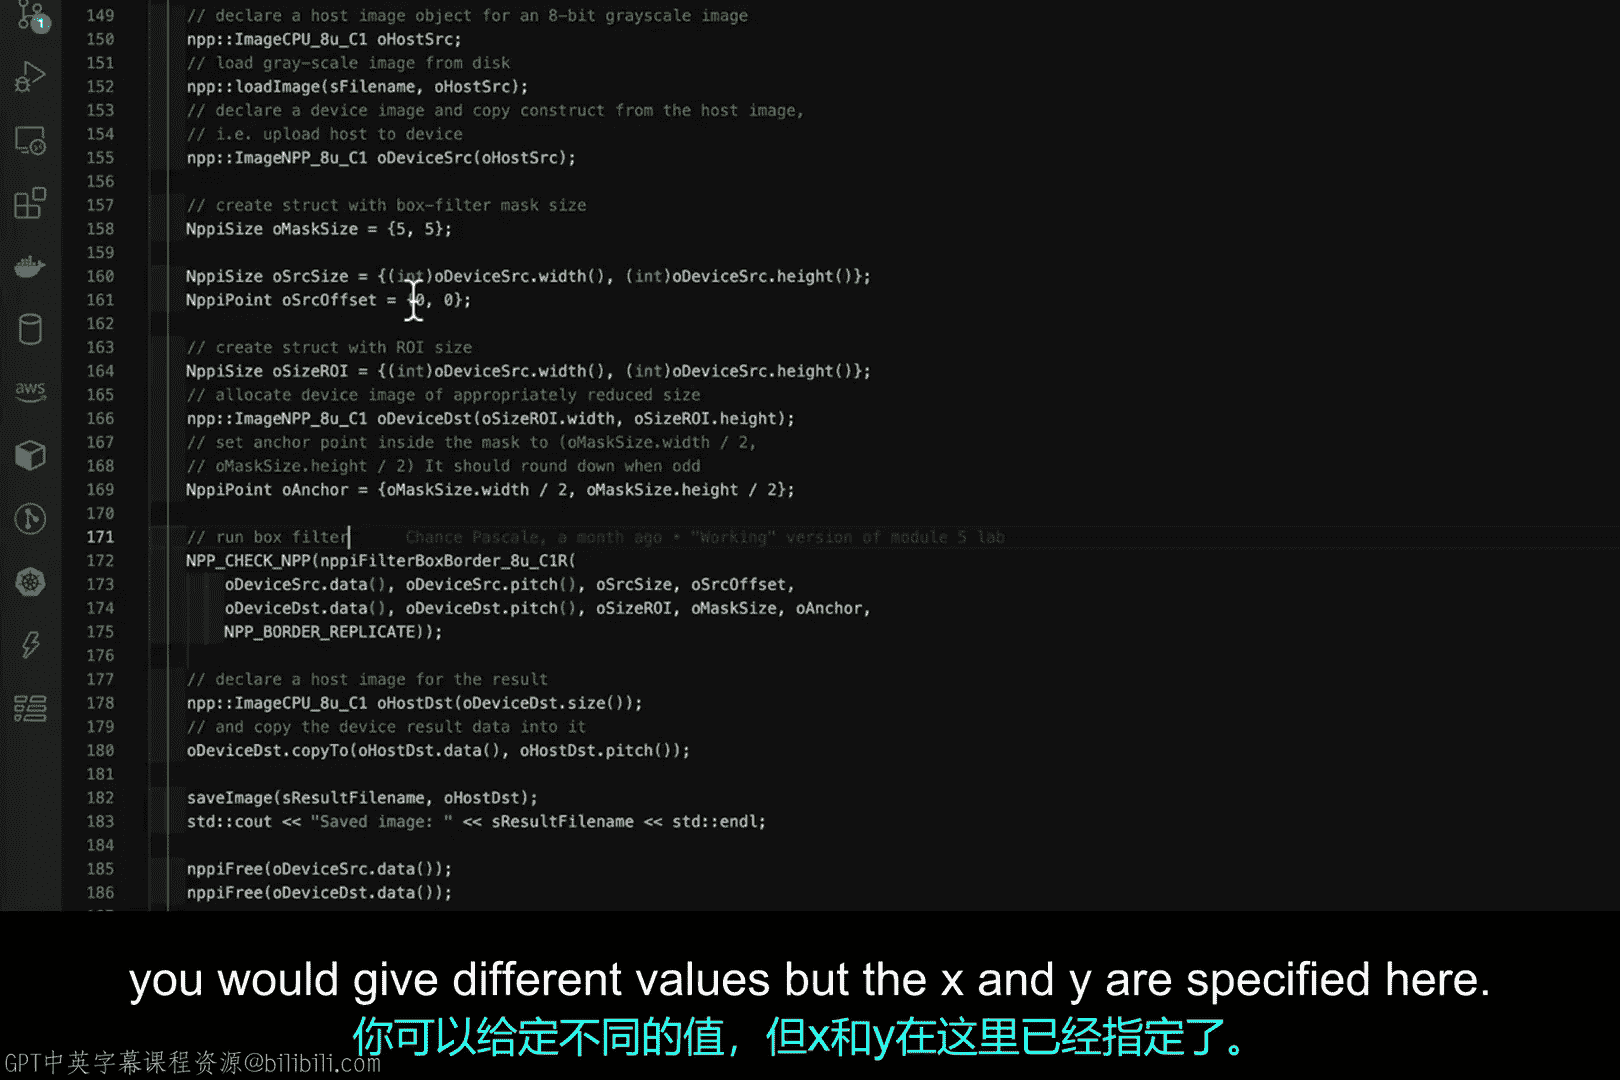 1
149 // declare a host image object for an 8-bit grayscale image
150 npp::ImageCPU_8u_C1 oHostSrc;
151 // load gray-scale image from disk
152 npp::loadImage(sFilename, oHostSrc);
153 // declare a device image and copy construct from the host image,
154 // i.e. upload host to device
155 npp::ImageNPP_8u_C1 oDeviceSrc(oHostSrc);
156
157 // create struct with box-filter mask size
158 NppiSize oMaskSize = {5, 5};
159
160 NppiSize oSrcSize = {(int)oDeviceSrc.width(), (int)oDeviceSrc.height()};
161 NppiPoint oSrcOffset = {0, 0};
162
163 // create struct with ROI size
164 NppiSize oSizeROI = {(int)oDeviceSrc.width(), (int)oDeviceSrc.height()};
165 // allocate device image of appropriately reduced size
166 npp::ImageNPP_8u_C1 oDeviceDst(oSizeROI.width, oSizeROI.height);
167 // set anchor point inside the mask to (oMaskSize.width / 2,
168 // oMaskSize.height / 2) It should round down when odd
169 NppiPoint oAnchor = {oMaskSize.width / 2, oMaskSize.height / 2};
170
171 // run box filter Chance Pascale, a month ago • "Working" version of module 5 lab
172 NPP_CHECK_NPP(nppiFilterBoxBorder_8u_C1R(
173 oDeviceSrc.data(), oDeviceSrc.pitch(), oSrcSize, oSrcOffset,
174 oDeviceDst.data(), oDeviceDst.pitch(), oSizeROI, oMaskSize, oAnchor,
175 NPP_BORDER_REPLICATE));
176
177 // declare a host image for the result
178 npp::ImageCPU_8u_C1 oHostDst(oDeviceDst.size());
179 // and copy the device result data into it
180 oDeviceDst.copyTo(oHostDst.data(), oHostDst.pitch());
181
182 saveImage(sResultFilename, oHostDst);
183 std::cout << "Saved image: " << sResultFilename << std::endl;
184
185 nppiFree(oDeviceSrc.data());
186 nppiFree(oDeviceDst.data());
aws
you would give different values but the x and y are specified here.
你可以给定不同的值，但x和y在这里已经指定了。
GPT中英字幕课程资源@bilibili.com